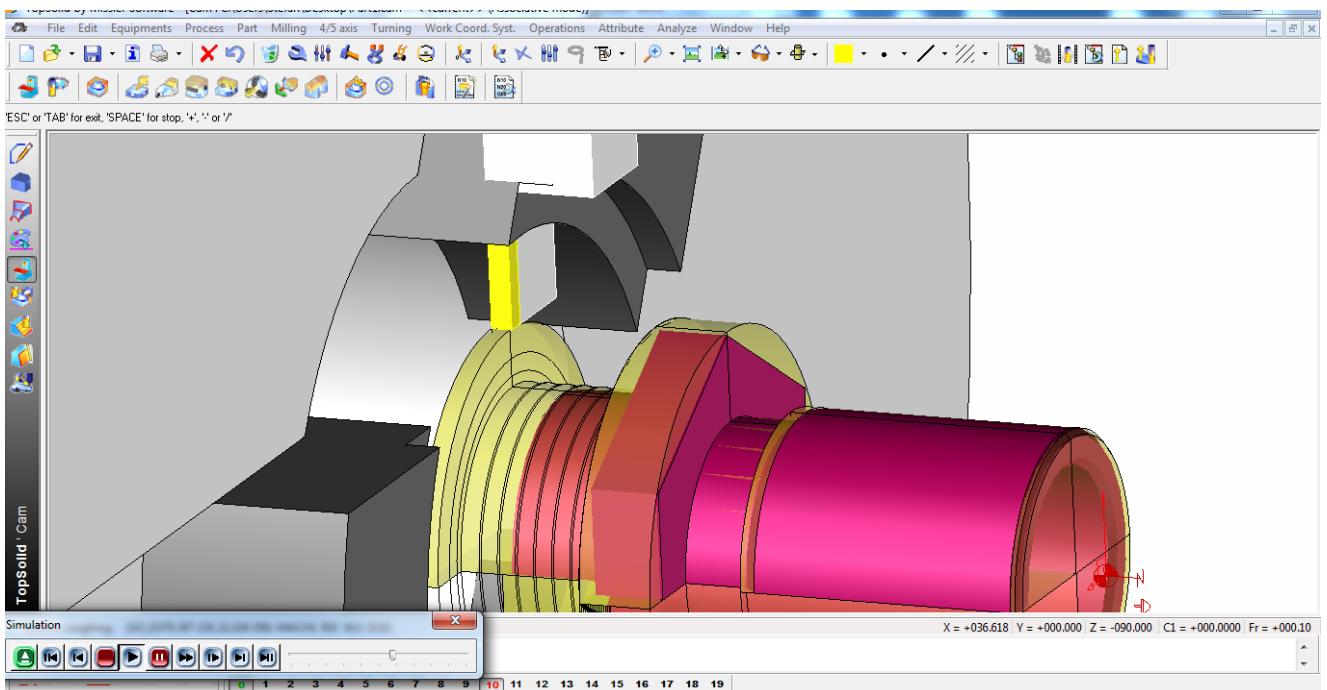 File Edit Equipments Process Part Milling 4/5 axis Turning Work Coord. Syst. Operations Attribute Analyze Window Help
'ESC' or 'TAB' for exit, 'SPACE' for stop, '+', '-' or '/'
TopSolid'Cam
Simulation
X = +036.618 Y = +000.000 Z = -090.000 C1 = +000.0000 Fr = +000.10
0 1 2 3 4 5 6 7 8 9 10 11 12 13 14 15 16 17 18 19